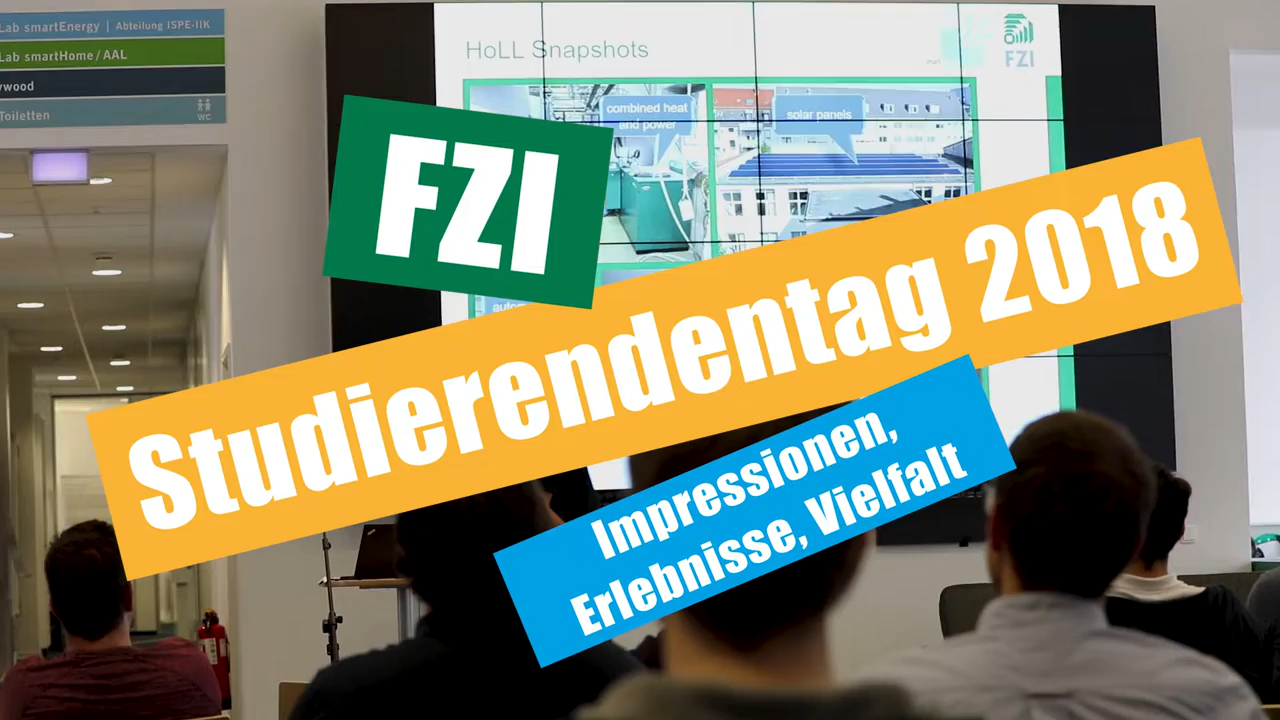 Lab smartEnergy | Abteilung ISPE-IIK
Lab smartHome / AAL
Toiletten
WC
HoLL Snapshots
FZI
combined heat
and power
solar panels
FZI
Studierendentag 2018
Impressionen,
Erlebnisse, Vielfalt